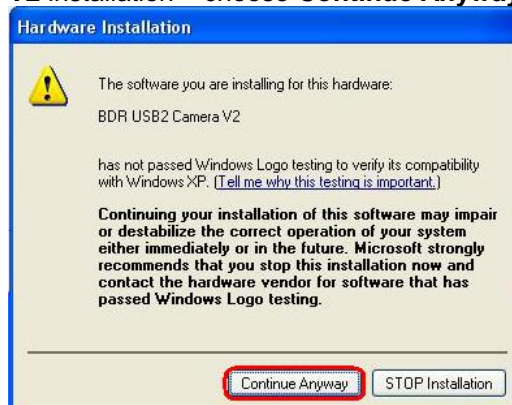 Installation choose Continue Anyway
Hardware Installation
The software you are installing for this hardware:
BDR USB2 Camera V2
has not passed Windows Logo testing to verify its compatibility
with Windows XP. (Tell me why this testing is important.)
Continuing your installation of this software may impair
or destabilize the correct operation of your system
either immediately or in the future. Microsoft strongly
recommends that you stop this installation now and
contact the hardware vendor for software that has
passed Windows Logo testing.
Continue Anyway STOP Installation